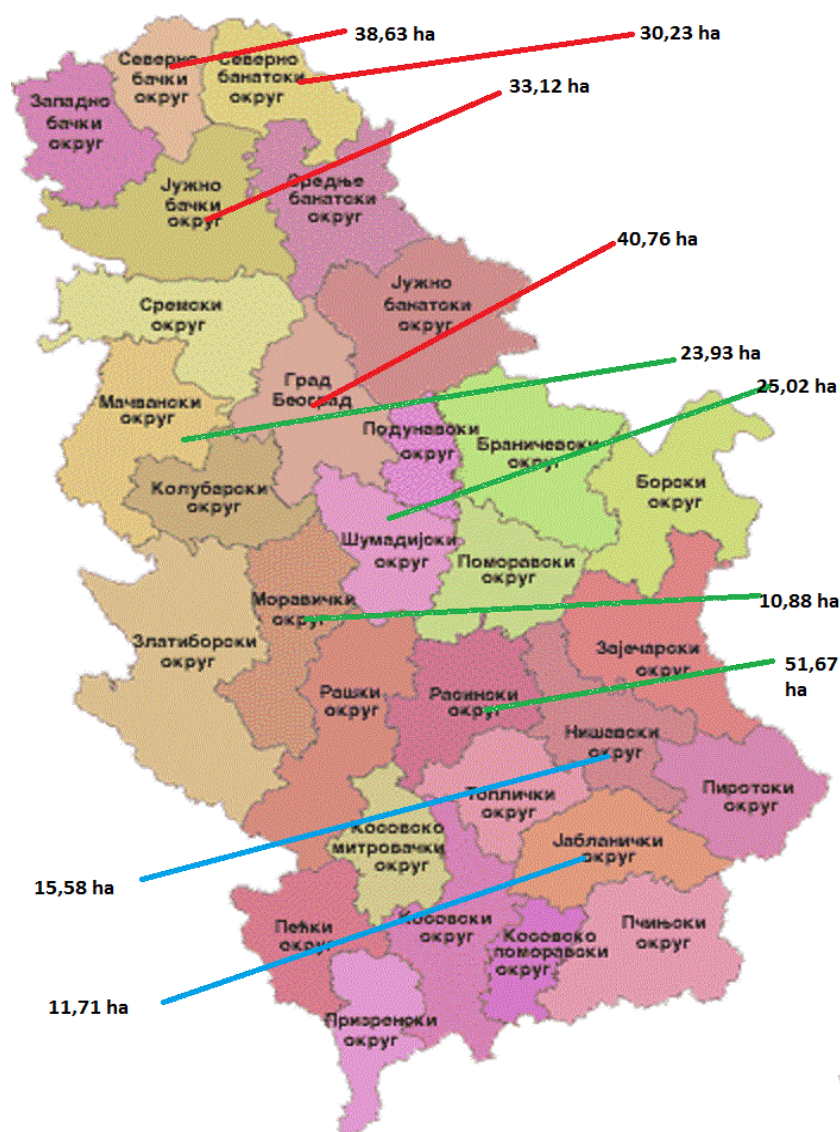 38,63 ha
30,23 ha
Северно
бачки
округ
Северно
банатски
округ
33,12 ha
Западно
бачки
округ
Јужно
бачки
округ
Средње
банатски
округ
40,76 ha
Јужно
банатски
округ
Сремски
округ
23,93 ha
Град
Београд
25,02 ha
Мачвански
округ
Подунавски
округ
Браничевски
округ
Борски
округ
Колубарски
округ
Шумадијски
округ
Поморавски
округ
10,88 ha
Моравички
округ
Златиборски
округ
Зајечарски
округ
51,67
ha
Рашки
округ
Расински
округ
Нишавски
округ
Пиротски
округ
Топлички
округ
Косовско
митровачки
округ
Јабланички
округ
15,58 ha
Пећки
округ
Косовски
округ
Косовско
поморавски
округ
Пчињски
округ
11,71 ha
Призренски
округ